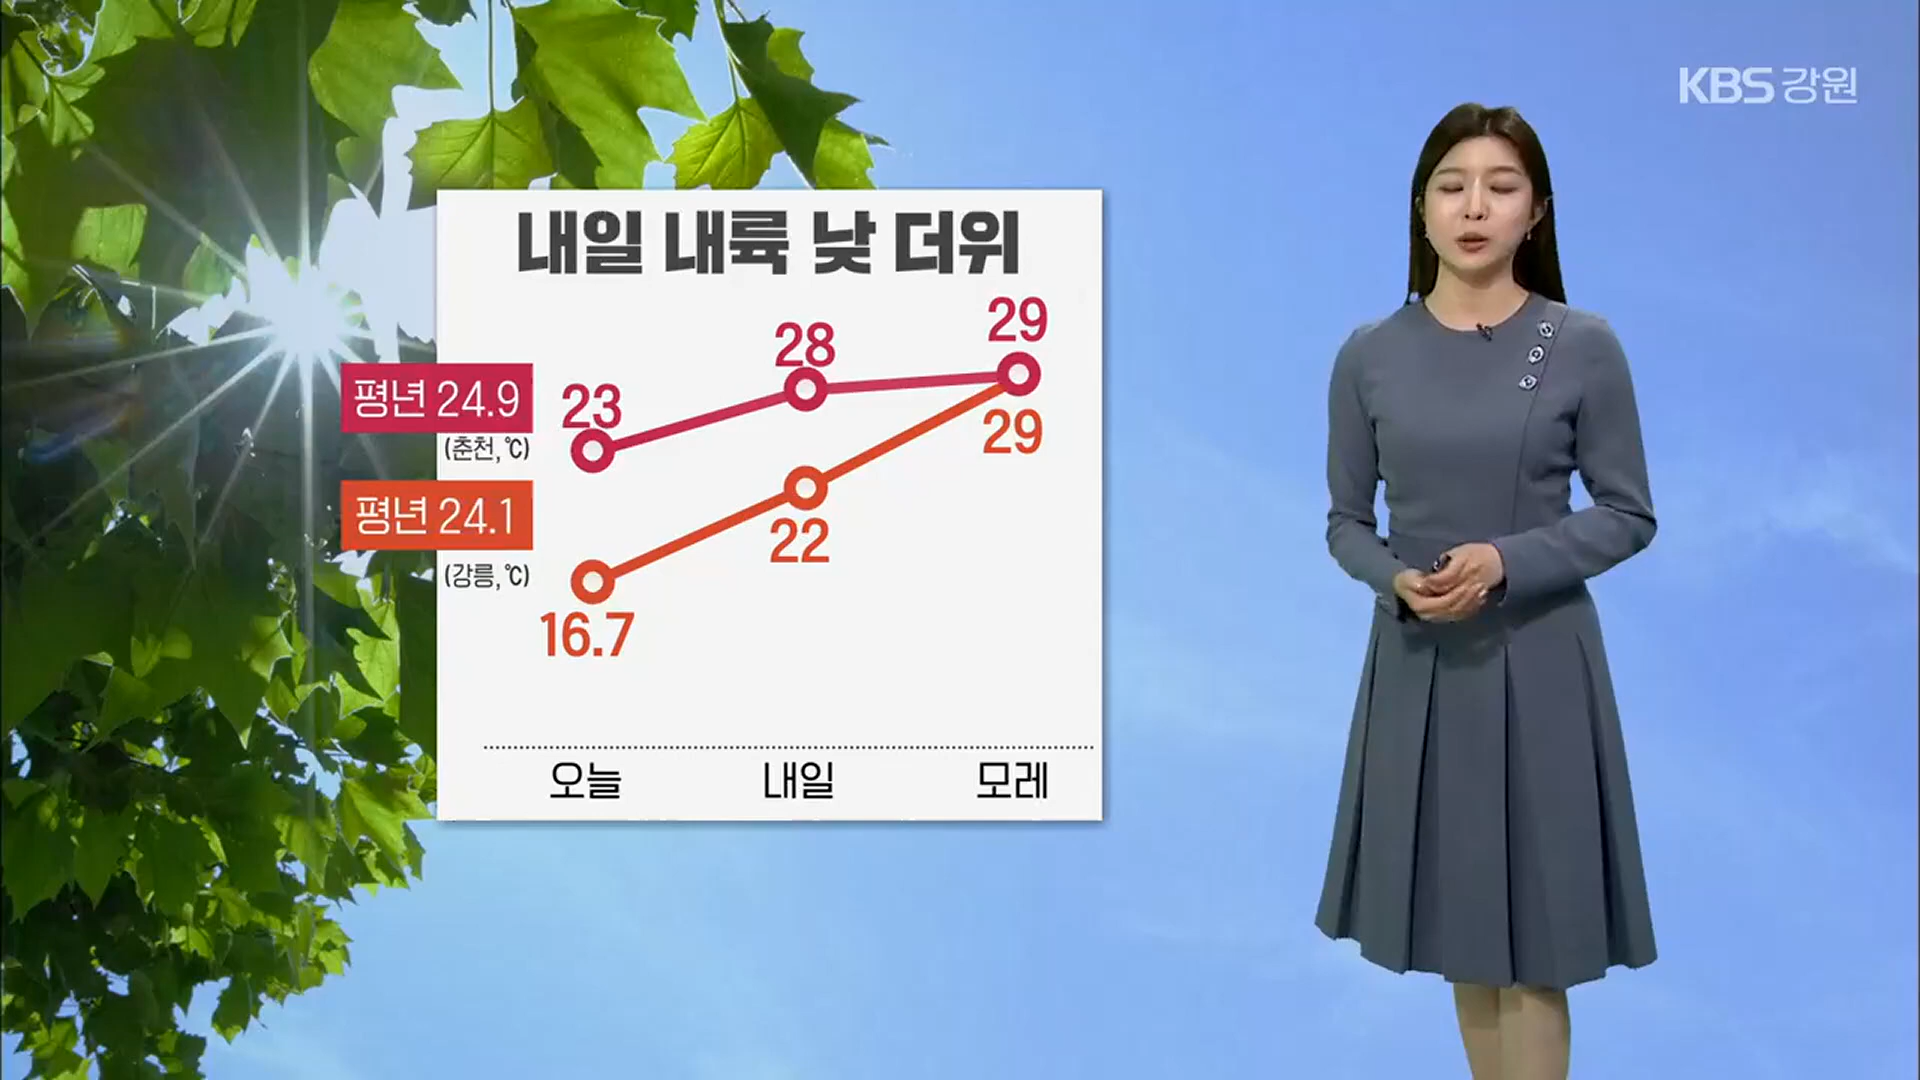 KBS 강원
내일 내륙 낮 더위
29
28
23
평년 24.9
(춘천, ℃)
29
평년 24.1
22
(강릉, ℃)
16.7
오늘 내일 모레